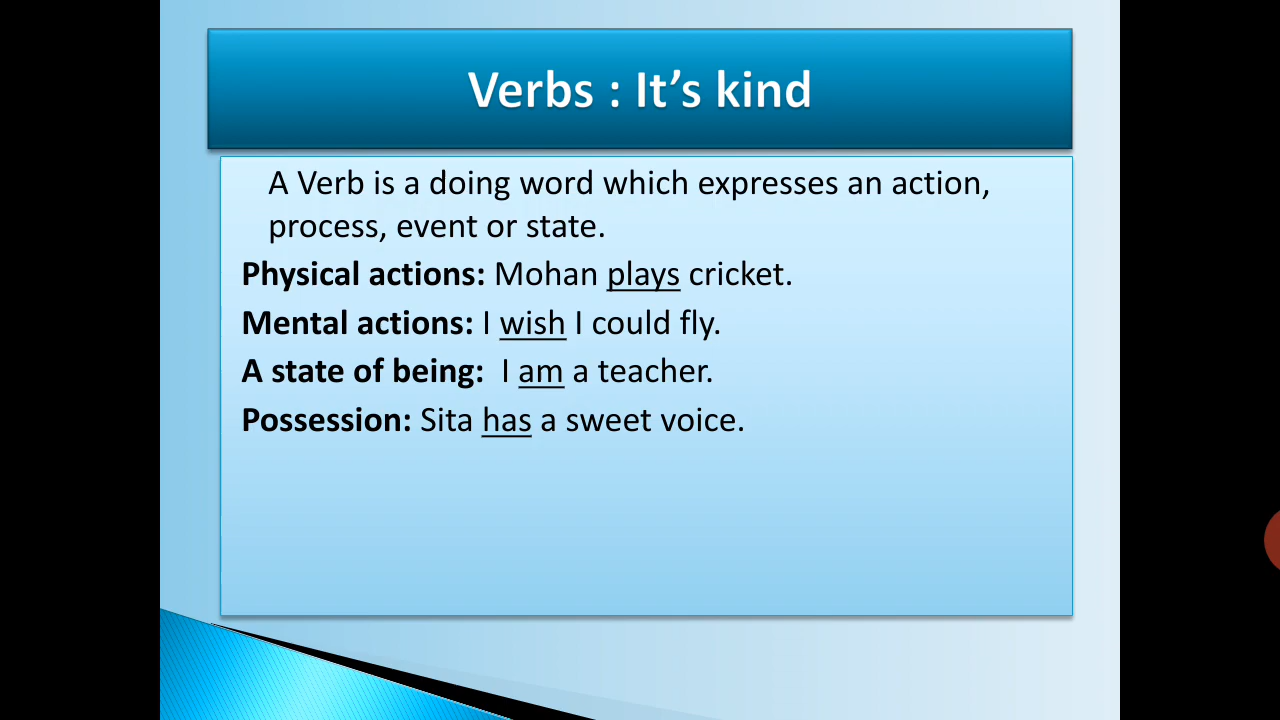 Verbs : It’s kind
A Verb is a doing word which expresses an action,
process, event or state.
Physical actions: Mohan plays cricket.
Mental actions: I wish I could fly.
A state of being:  I am a teacher.
Possession: Sita has a sweet voice.